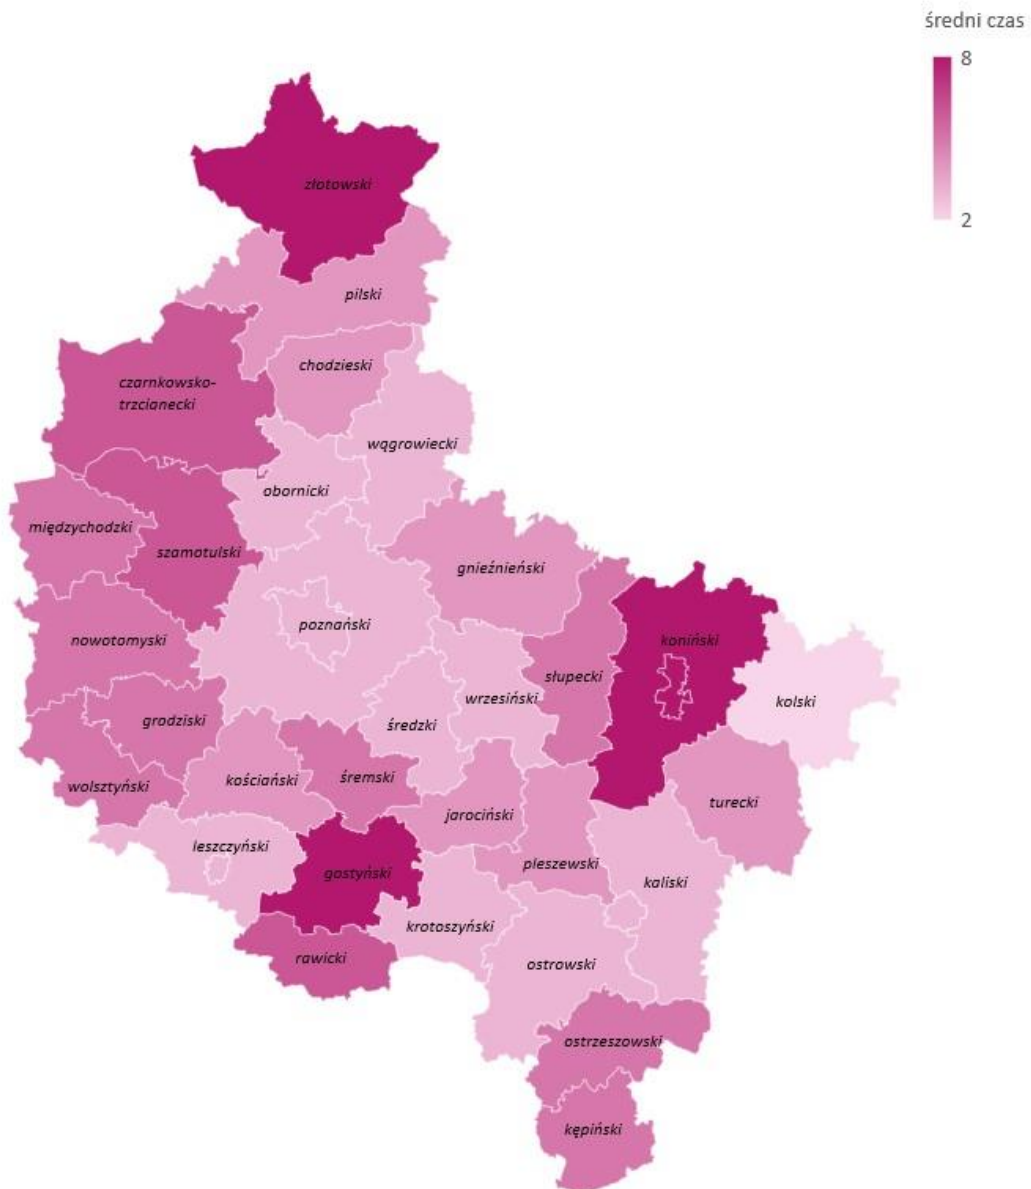 średni czas
8
2
złotowski
pilski
chodzieski
czarnkowsko-
trzcianecki
wągrowiecki
obornicki
międzychodzki
szamotulski
gnieźnieński
poznański
nowotomyski
koniński
słupecki
wrzesiński
kolski
grodziski
średzki
śremski
kościański
wolsztyński
turecki
jarociński
leszczyński
pleszewski
gostyński
kaliski
krotoszyński
rawicki
ostrowski
ostrzeszowski
kępiński